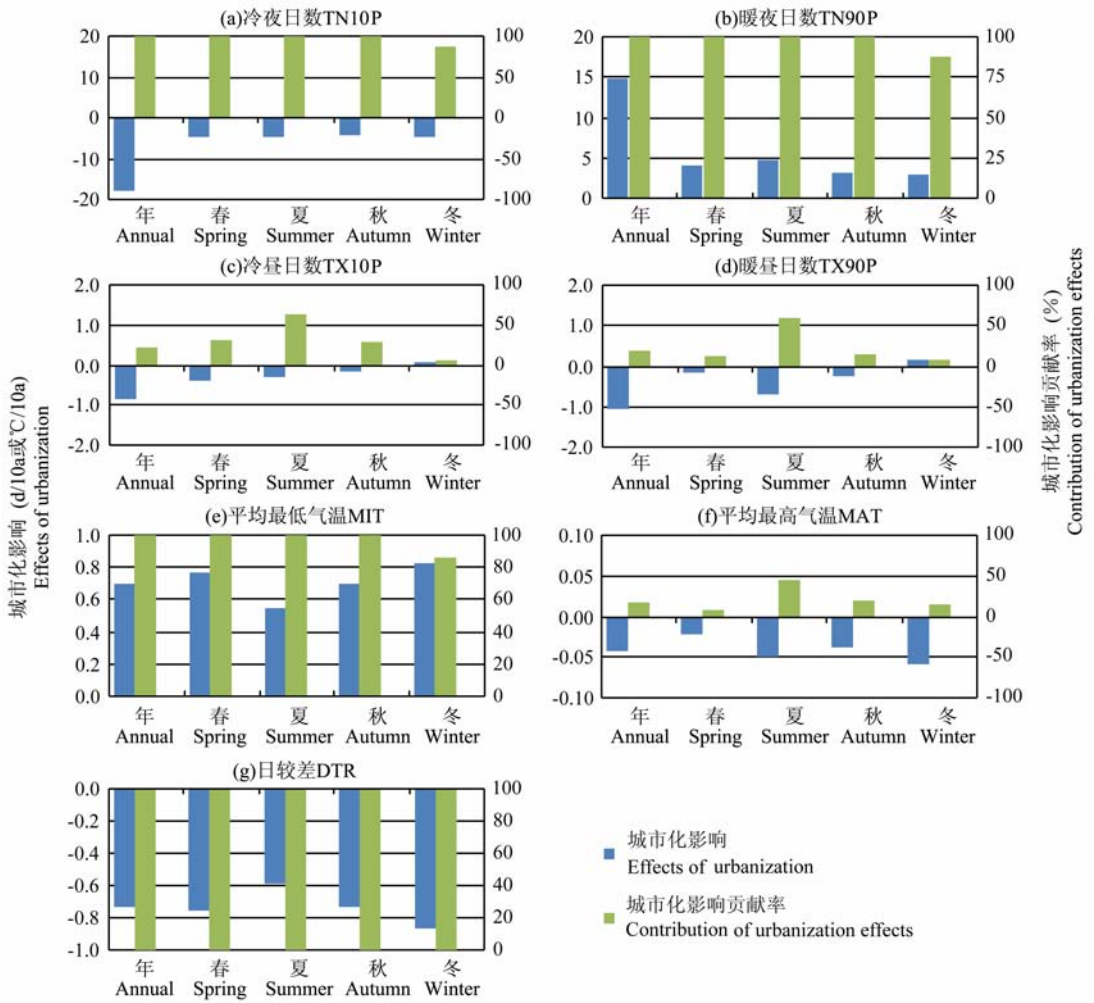 (a)冷夜日数TN10P
20
10
0
-10
-20
100
50
0
-50
-100
年 春 夏 秋 冬
Annual Spring Summer Autumn Winter
(b)暖夜日数TN90P
20
15
10
5
0
100
75
50
25
0
年 春 夏 秋 冬
Annual Spring Summer Autumn Winter
(c)冷昼日数TX10P
2.0
1.0
0.0
-1.0
-2.0
100
50
0
-50
-100
年 春 夏 秋 冬
Annual Spring Summer Autumn Winter
(d)暖昼日数TX90P
2.0
1.0
0.0
-1.0
-2.0
100
50
0
-50
-100
年 春 夏 秋 冬
Annual Spring Summer Autumn Winter
城市化影响 (d/10a或℃/10a)
Effects of urbanization
城市化影响贡献率 (%)
Contribution of urbanization effects
(e)平均最低气温MIT
1.0
0.8
0.6
0.4
0.2
0.0
100
80
60
40
20
0
年 春 夏 秋 冬
Annual Spring Summer Autumn Winter
(f)平均最高气温MAT
0.10
0.05
0.00
-0.05
-0.10
100
50
0
-50
-100
年 春 夏 秋 冬
Annual Spring Summer Autumn Winter
(g)日较差DTR
0.0
-0.2
-0.4
-0.6
-0.8
-1.0
100
80
60
40
20
0
年 春 夏 秋 冬
Annual Spring Summer Autumn Winter
城市化影响
Effects of urbanization
城市化影响贡献率
Contribution of urbanization effects